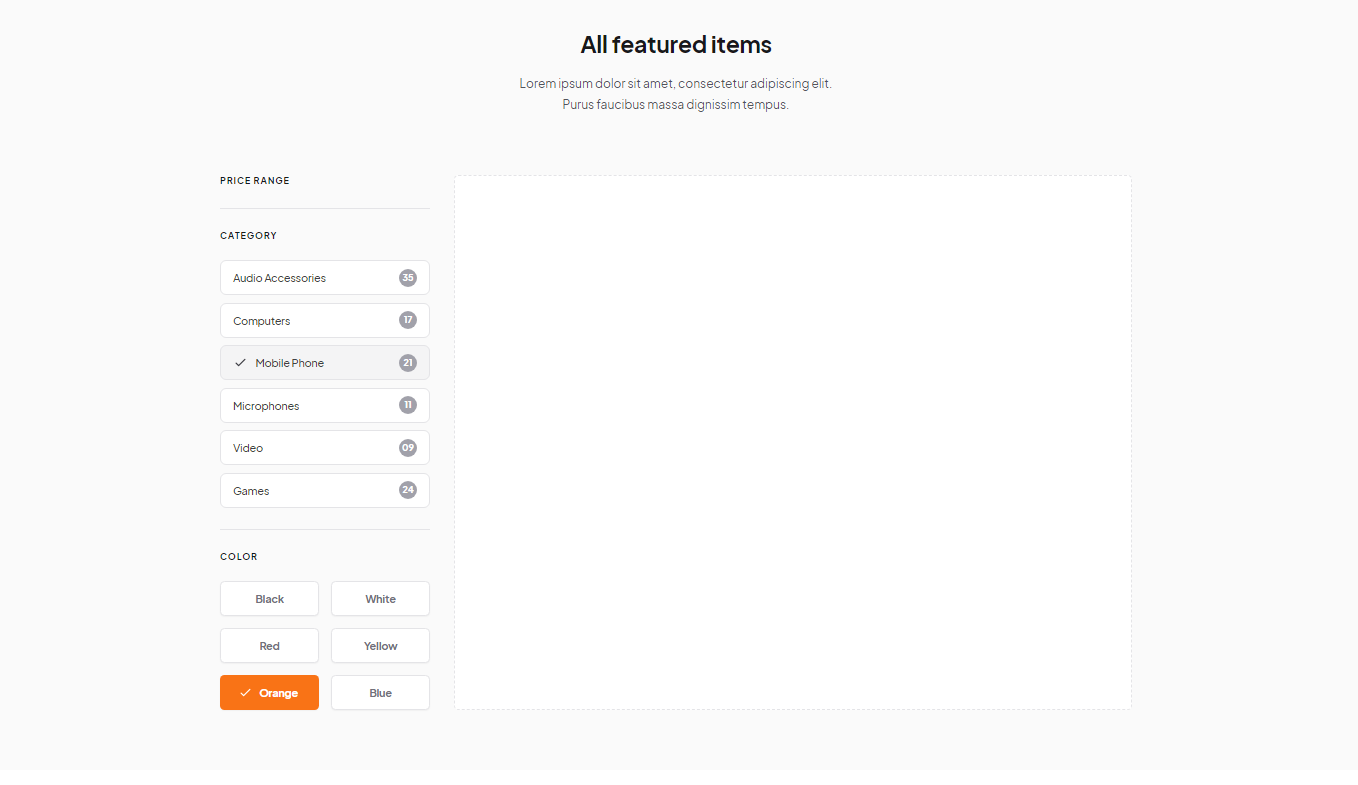 All featured items
Lorem ipsum dolor sit amet, consectetur adipiscing elit.
Purus faucibus massa dignissim tempus.
PRICE RANGE
CATEGORY
Audio Accessories 35
Computers 17
Mobile Phone 21
Microphones 11
Video 09
Games 24
COLOR
Black White
Red Yellow
Orange Blue